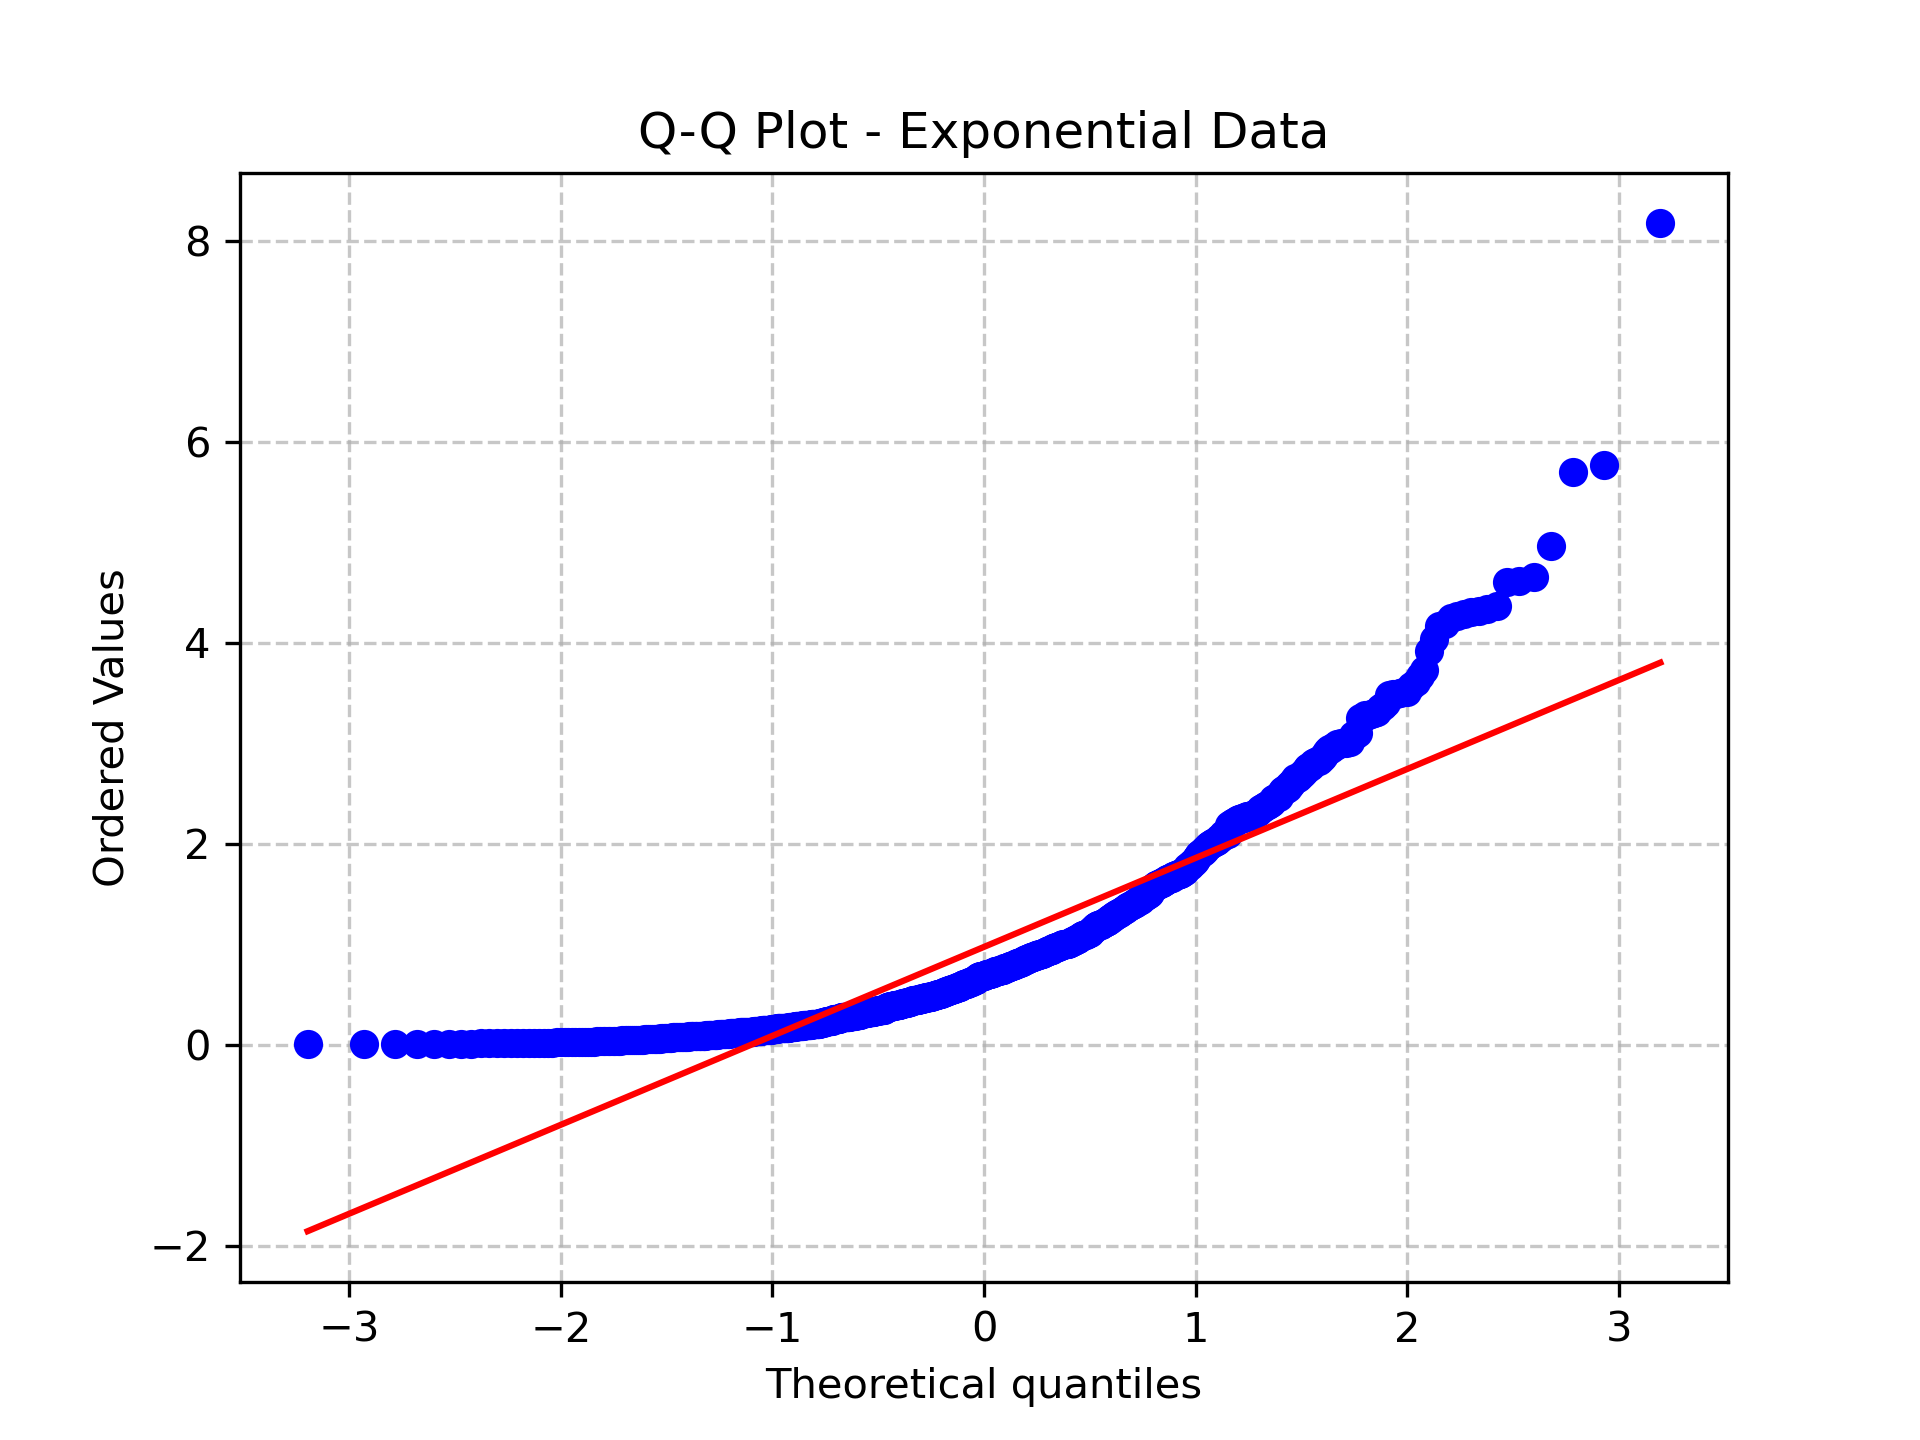 Q-Q Plot - Exponential Data
8
6
4
2
0
−2
Ordered Values
−3 −2 −1 0 1 2 3
Theoretical quantiles